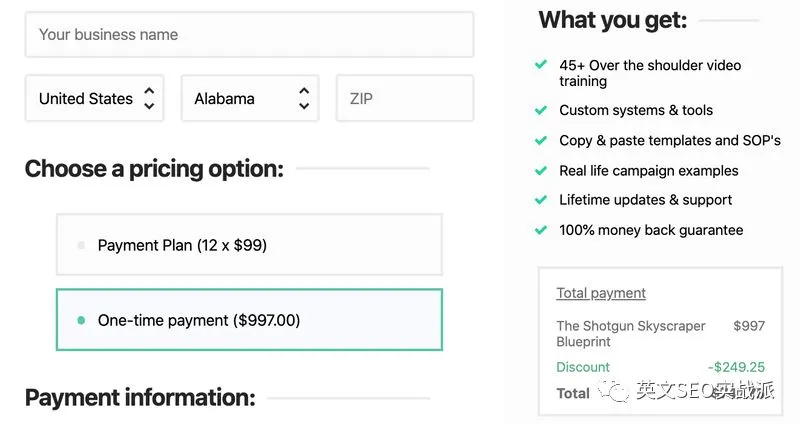 Your business name
United States
Alabama
ZIP
Choose a pricing option:
Payment Plan (12 x $99)
One-time payment ($997.00)
Payment information:
What you get:
45+ Over the shoulder video
training
Custom systems & tools
Copy & paste templates and SOP's
Real life campaign examples
Lifetime updates & support
100% money back guarantee
Total payment
The Shotgun Skyscraper $997
Blueprint
Discount -$249.25
Total
英文SEO实战派